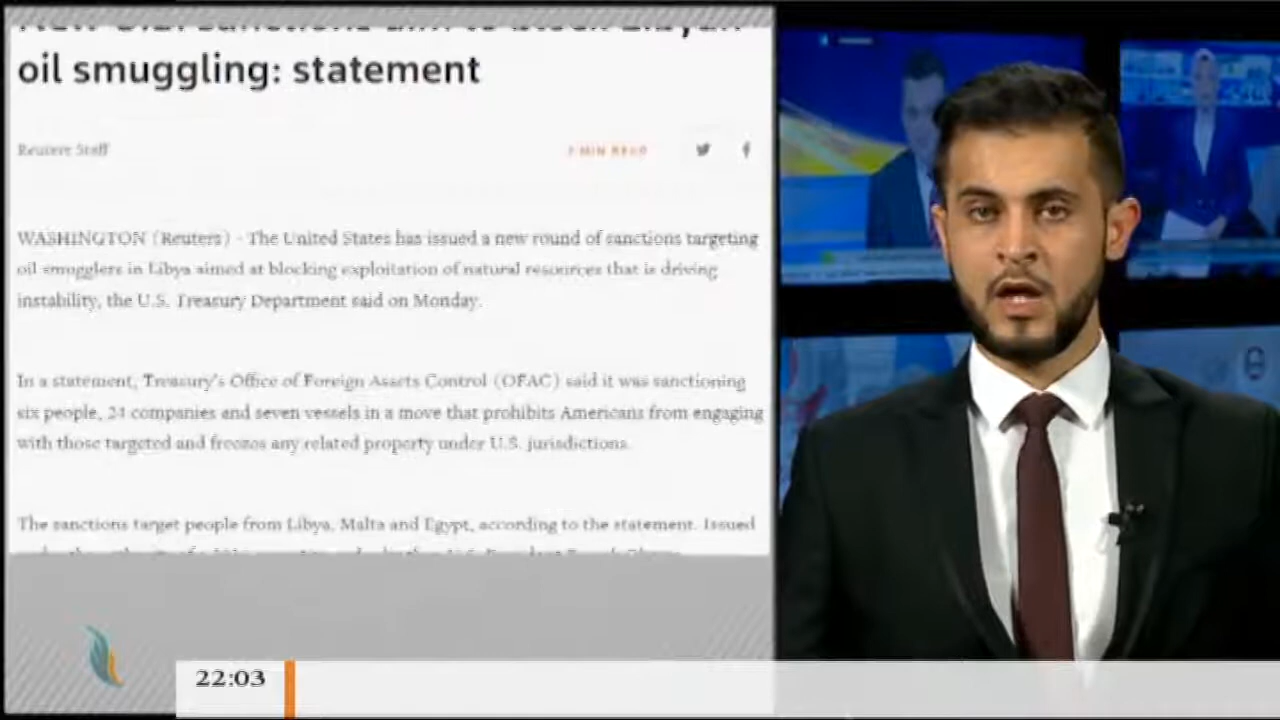 oil smuggling: statement
Reuters Staff
MIN READ
WASHINGTON (Reuters) - The United States has issued a new round of sanctions targeting
oil smugglers in Libya aimed at blocking exploitation of natural resources that is driving
instability, the U.S. Treasury Department said on Monday.
In a statement, Treasury's Office of Foreign Assets Control (OFAC) said it was sanctioning
six people, 24 companies and seven vessels in a move that prohibits Americans from engaging
with those targeted and freezes any related property under U.S. jurisdictions.
The sanctions target people from Libya, Malta and Egypt, according to the statement. Issued
22:03